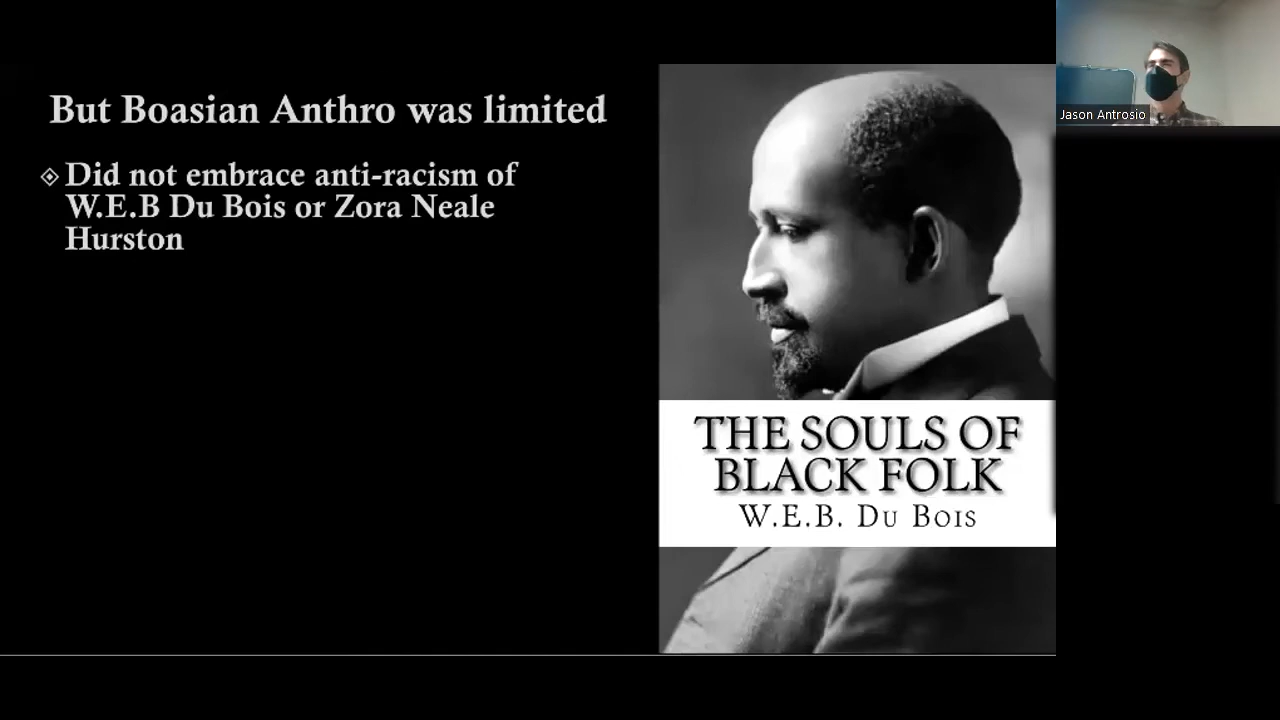 But Boasian Anthro was limited
Did not embrace anti-racism of
W.E.B Du Bois or Zora Neale
Hurston
THE SOULS OF
BLACK FOLK
W.E.B. DU BOIS
Jason Antrosio